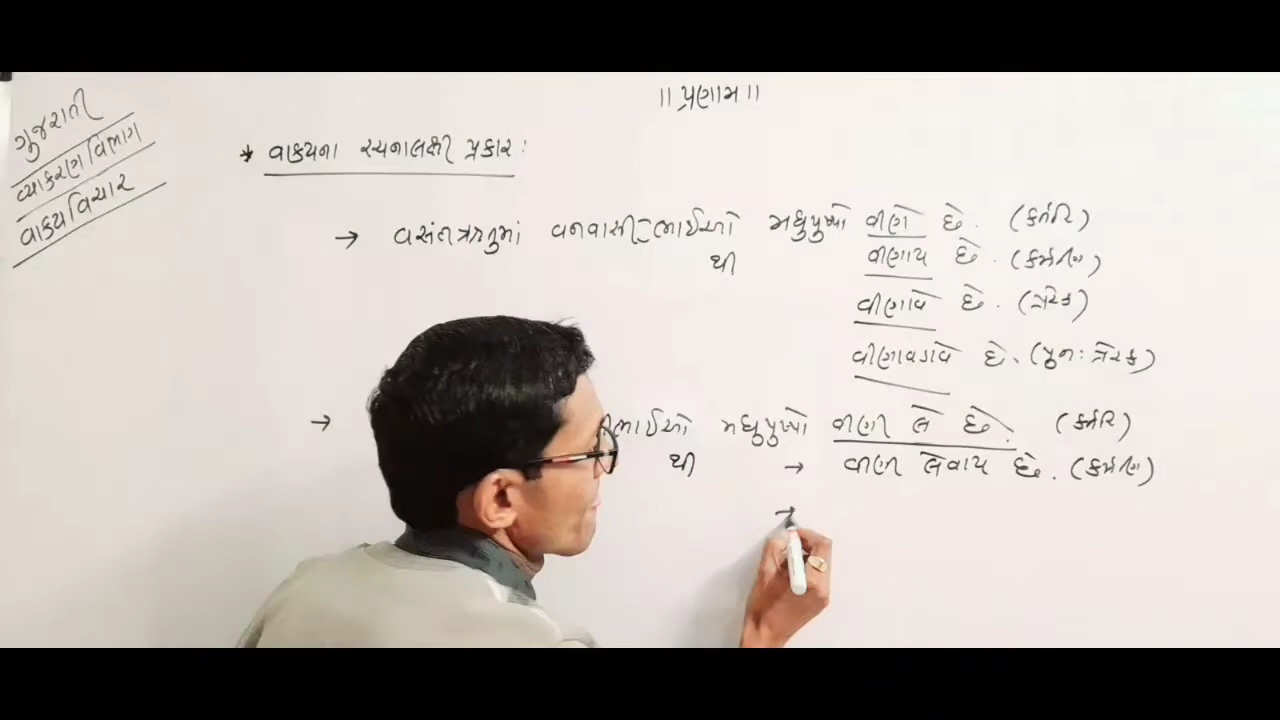 ॥ પ્રણામ ॥
ગુજરાતી
વ્યાકરણ વિભાગ
વાક્યવિચાર
* વાક્યના રચનાલક્ષી પ્રકાર :
→ વસંતઋતુમાં વનવાસી-ભાઈઓ મધુપુષ્પો વીણે છે. (કર્તરિ)
થી વીણાય છે. (કર્મણિ)
વીણાવે છે. (પ્રેરક)
વીણાવડાવે છે. (પુન: પ્રેરક)
→ ભાઈઓ મધુપુષ્પો વીણી લે છે. (કર્તરિ)
થી → વીણી લેવાય છે. (કર્મણિ)
→